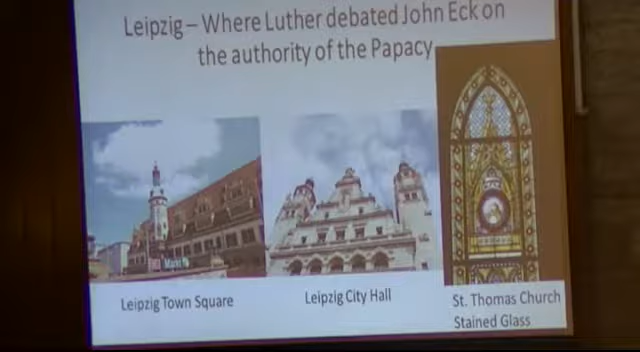 Leipzig – Where Luther debated John Eck on
the authority of the Papacy
Markt
Leipzig Town Square
Leipzig City Hall
St. Thomas Church
Stained Glass